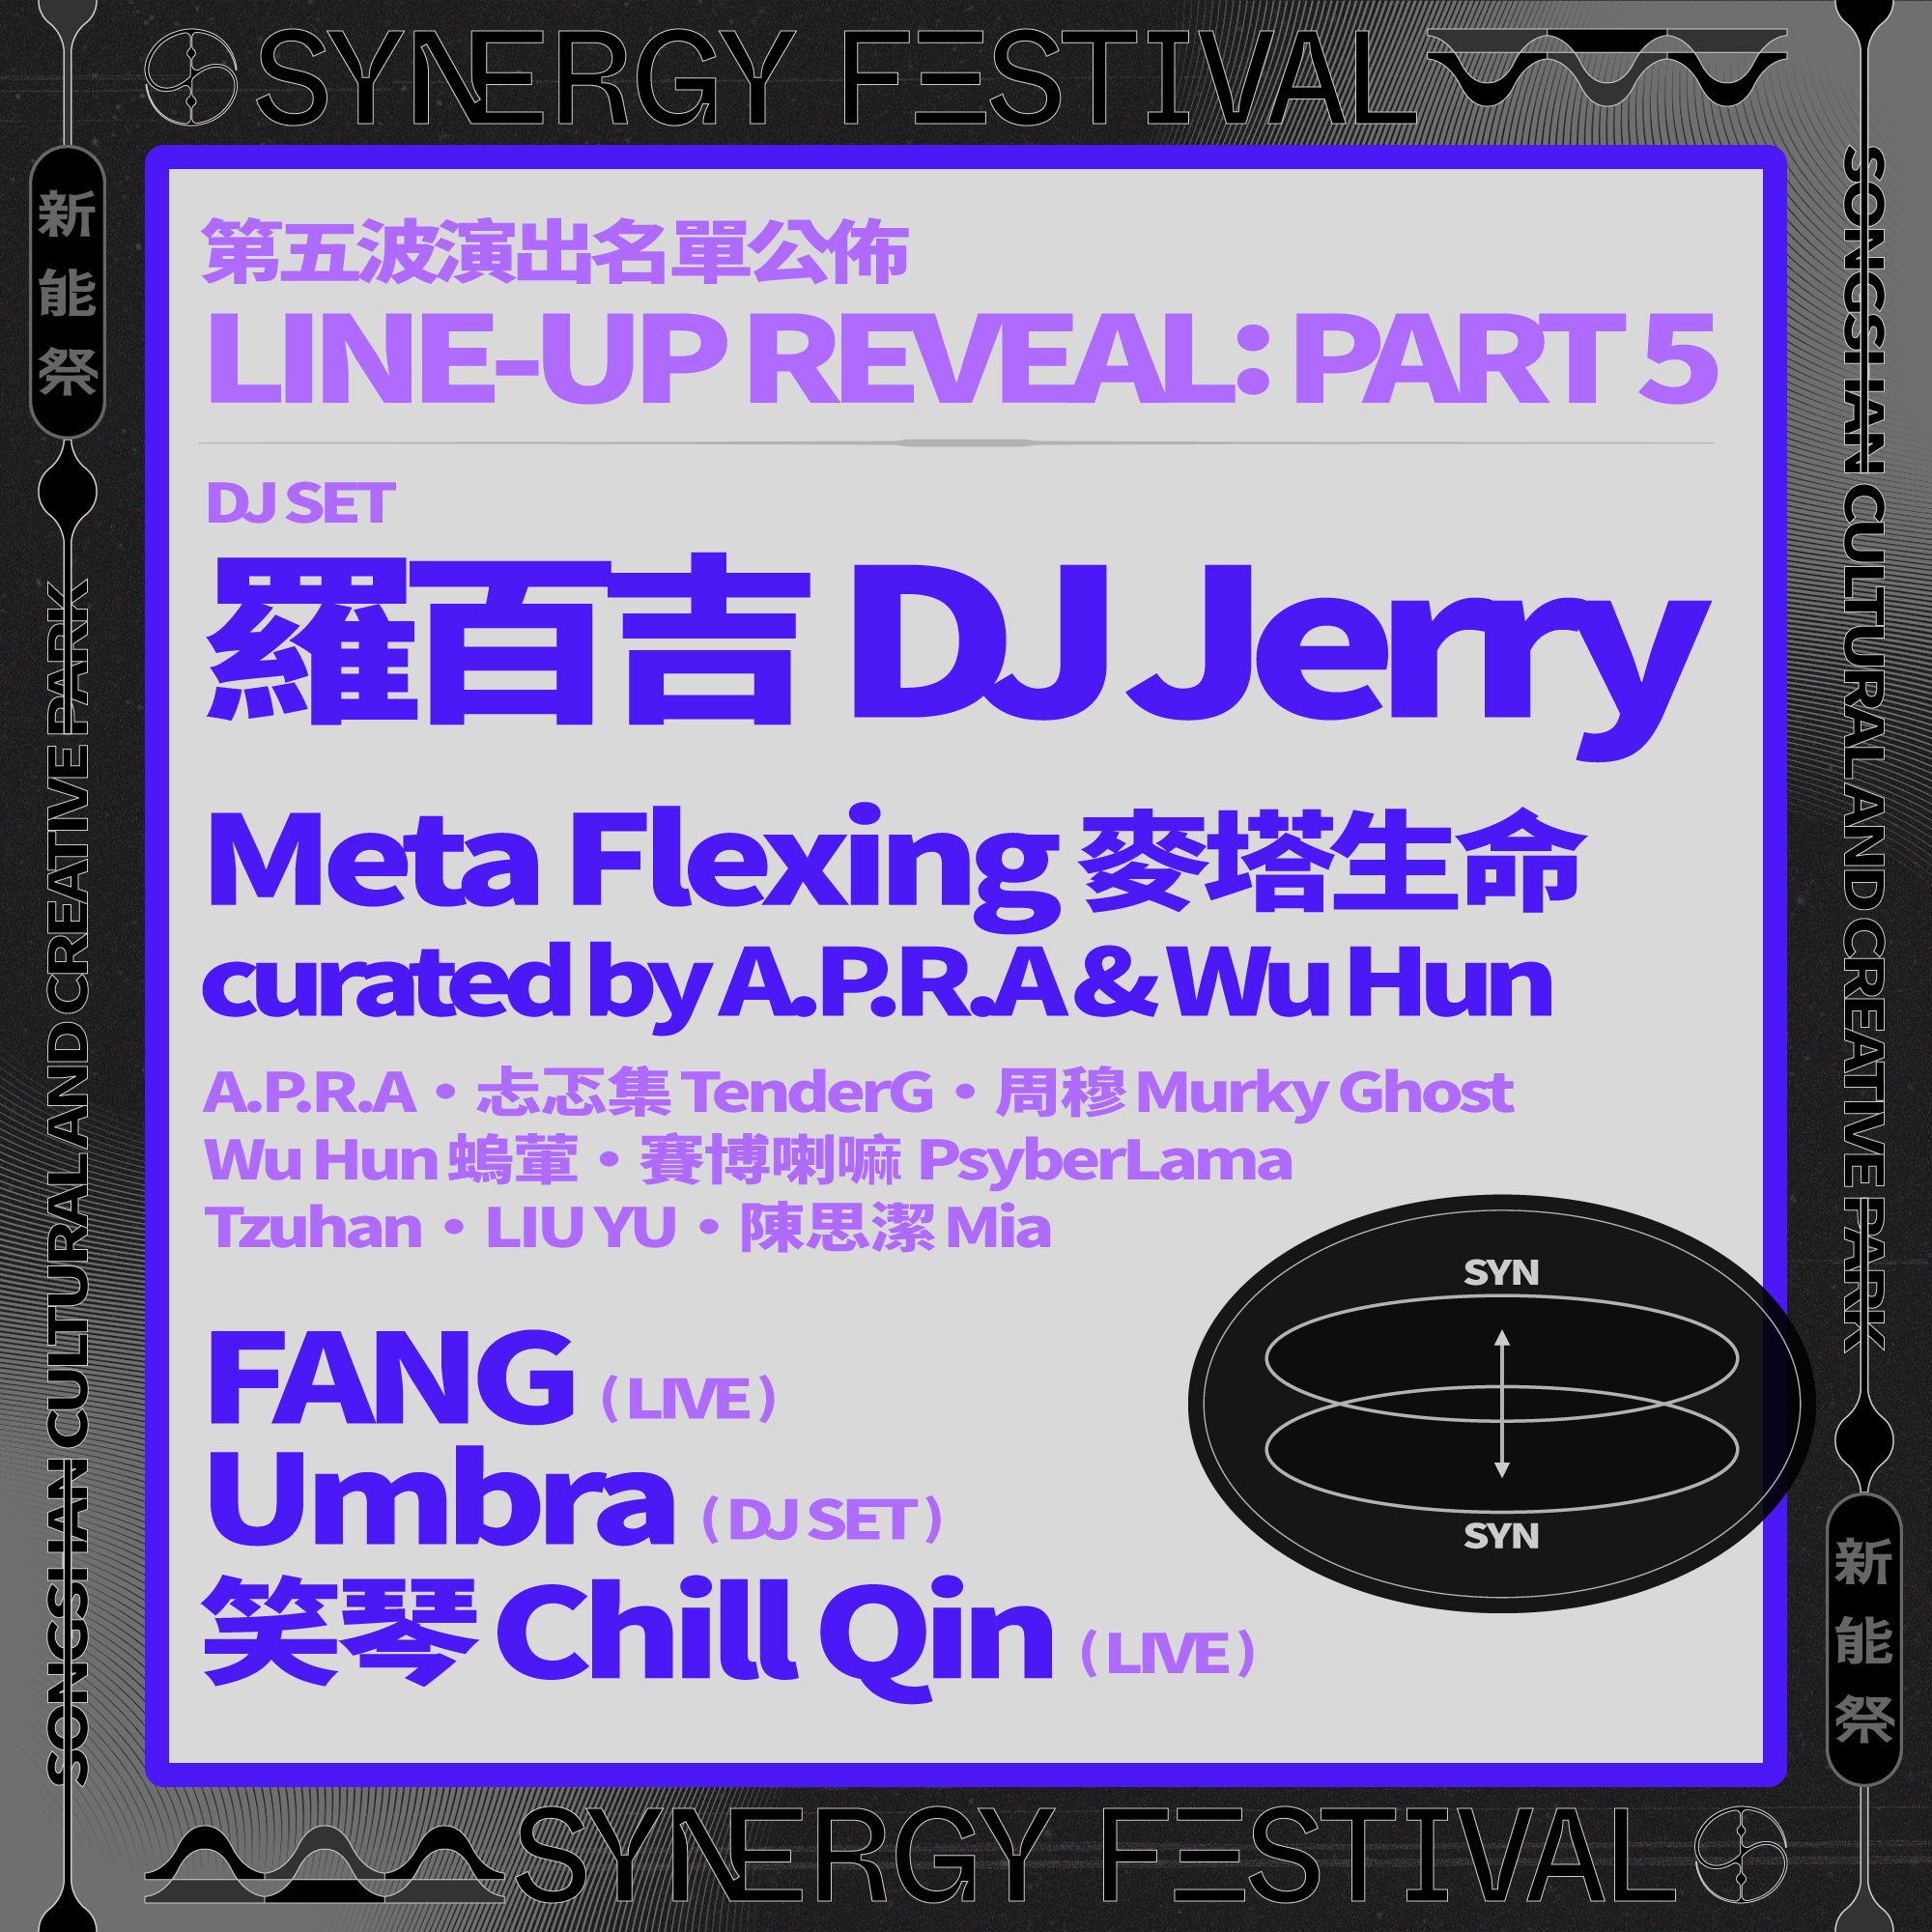 SYNERGY FESTIVAL
新能祭
SONGSHAN CULTURAL AND CREATIVE PARK
第五波演出名單公佈
LINE-UP REVEAL: PART 5
DJ SET
羅百吉 DJ Jerry
Meta Flexing 麥塔生命
curated by A.P.R.A & Wu Hun
A.P.R.A・忐忑集 TenderG・周穆 Murky Ghost
Wu Hun 螐葷・賽博喇嘛 PsyberLama
Tzuhan・LIU YU・陳思潔 Mia
FANG (LIVE)
Umbra (DJ SET)
笑琴 Chill Qin (LIVE)
SYN
SYN
SONGSHAN CULTURAL AND CREATIVE PARK
新能祭
SYNERGY FESTIVAL